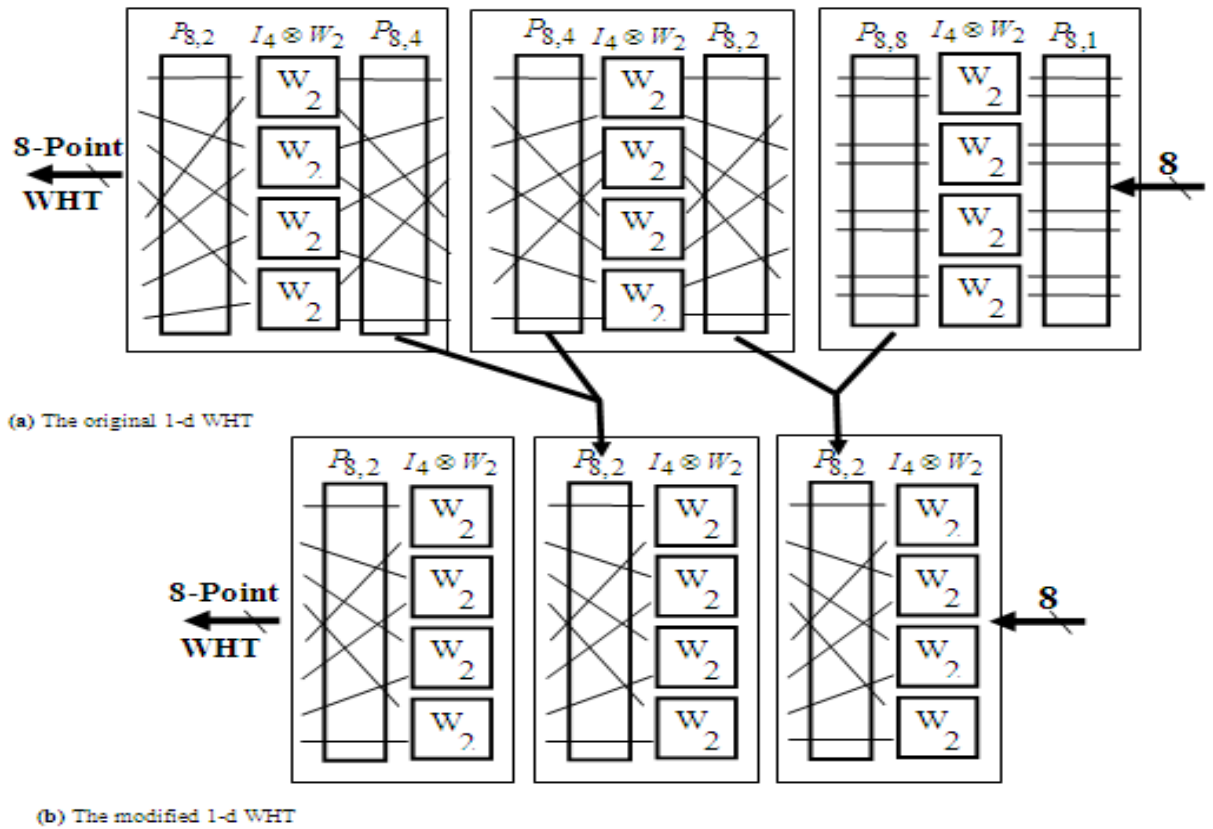 P8,2 I4 ⊗ W2 P8,4 P8,4 I4 ⊗ W2 P8,2 P8,8 I4 ⊗ W2 P8,1
W2 W2 W2
W2 W2 W2
W2 W2 W2
W2 W2 W2
8-Point
WHT
8
(a) The original 1-d WHT
P8,2 I4 ⊗ W2 P8,2 I4 ⊗ W2 P8,2 I4 ⊗ W2
W2 W2 W2
W2 W2 W2
W2 W2 W2
W2 W2 W2
8-Point
WHT
8
(b) The modified 1-d WHT